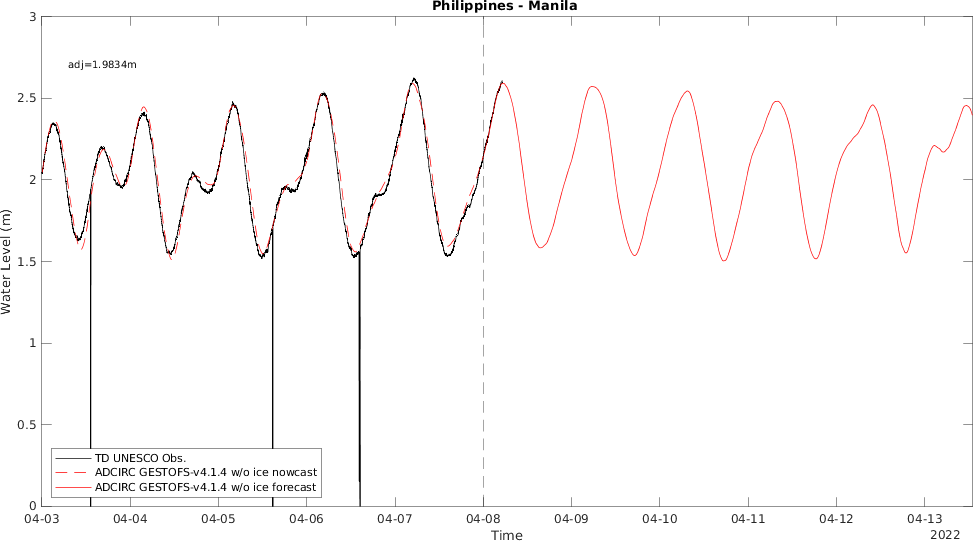 Philippines - Manila
adj=1.9834m
3
2.5
2
1.5
1
0.5
0
Water Level (m)
TD UNESCO Obs.
ADCIRC GESTOFS-v4.1.4 w/o ice nowcast
ADCIRC GESTOFS-v4.1.4 w/o ice forecast
04-03 04-04 04-05 04-06 04-07 04-08 04-09 04-10 04-11 04-12 04-13
Time
2022